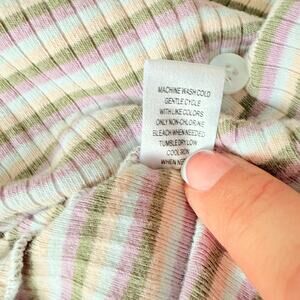 MACHINE WASH COLD
GENTLE CYCLE
WITH LIKE COLORS
ONLY NON-CHLORINE
BLEACH WHEN NEEDED
TUMBLE DRY LOW
COOL IRON
WHEN